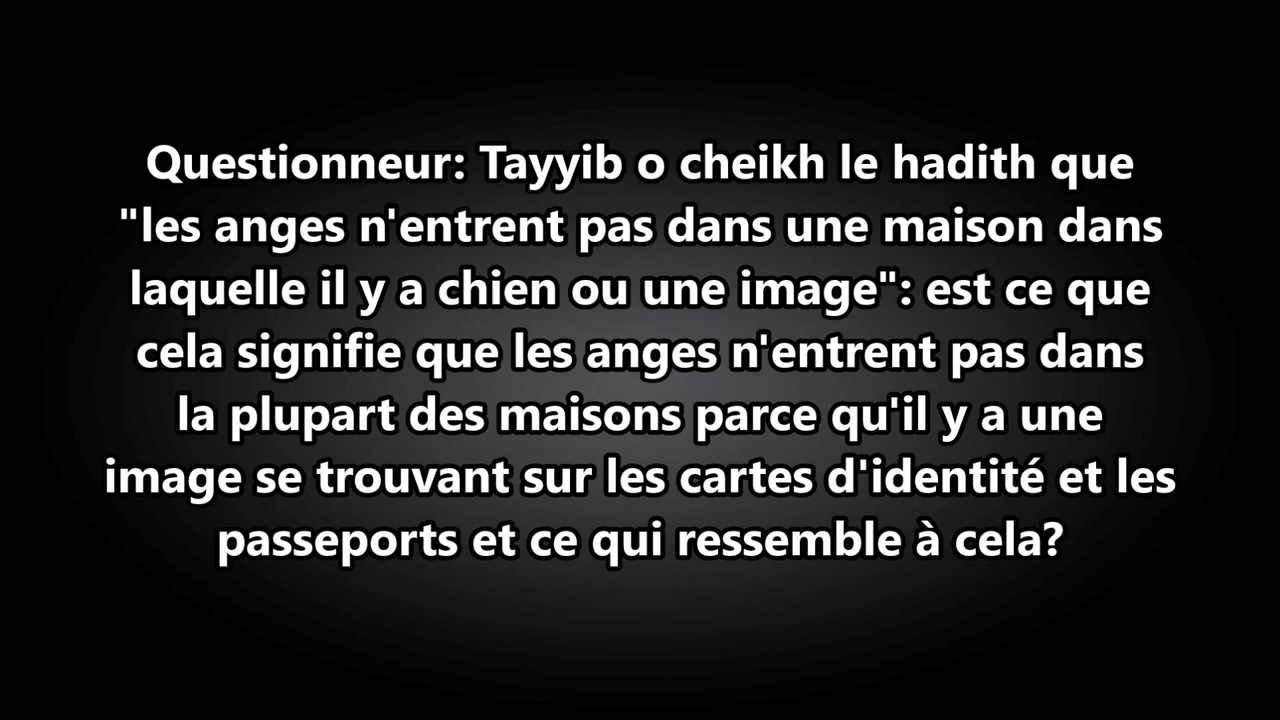 Questionneur: Tayyib o cheikh le hadith que
"les anges n'entrent pas dans une maison dans
laquelle il y a chien ou une image": est ce que
cela signifie que les anges n'entrent pas dans
la plupart des maisons parce qu'il y a une
image se trouvant sur les cartes d'identité et les
passeports et ce qui ressemble à cela?